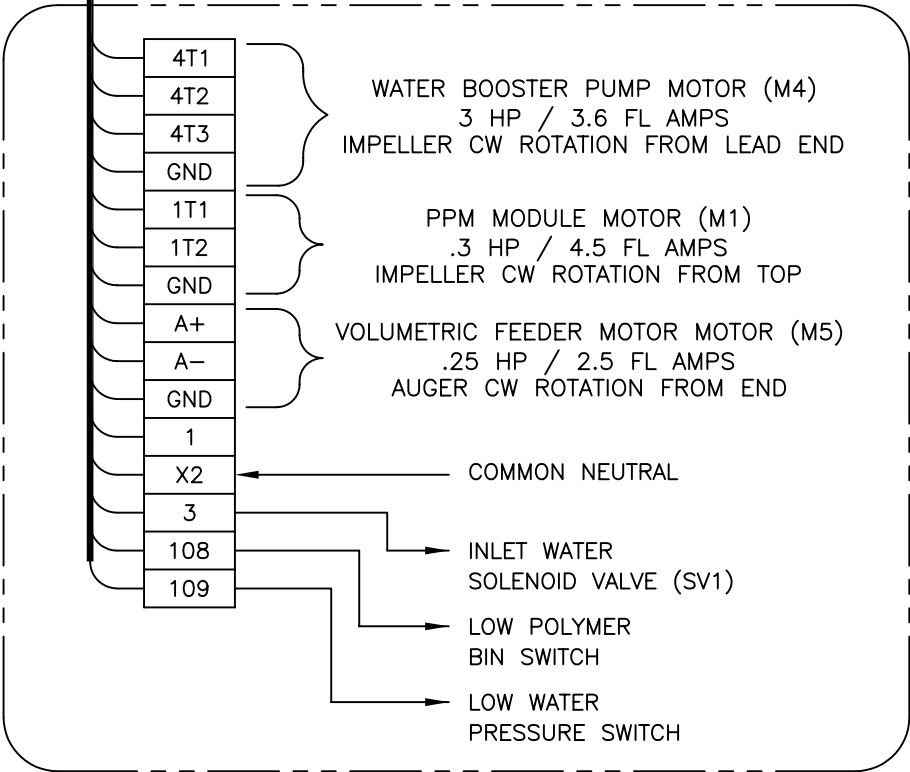 4T1
4T2
4T3
GND
WATER BOOSTER PUMP MOTOR (M4)
3 HP / 3.6 FL AMPS
IMPELLER CW ROTATION FROM LEAD END
1T1
1T2
GND
PPM MODULE MOTOR (M1)
.3 HP / 4.5 FL AMPS
IMPELLER CW ROTATION FROM TOP
A+
A-
GND
VOLUMETRIC FEEDER MOTOR MOTOR (M5)
.25 HP / 2.5 FL AMPS
AUGER CW ROTATION FROM END
1
X2
COMMON NEUTRAL
3
INLET WATER
SOLENOID VALVE (SV1)
108
LOW POLYMER
BIN SWITCH
109
LOW WATER
PRESSURE SWITCH